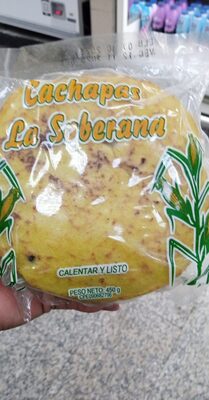 Cachapas
La Soberana
CALENTAR Y LISTO
PESO NETO: 450 g